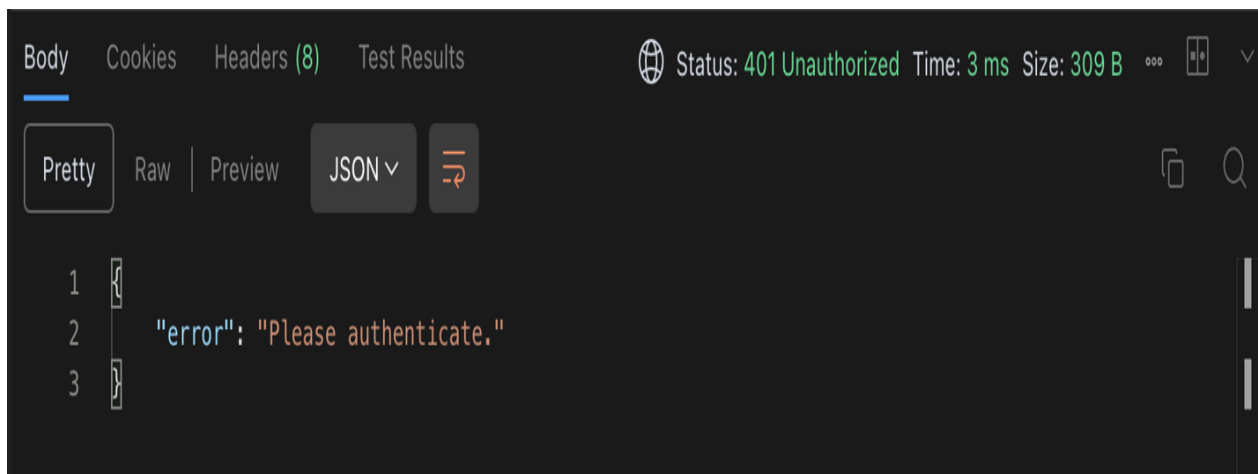 Body Cookies Headers (8) Test Results Status: 401 Unauthorized Time: 3 ms Size: 309 B
Pretty Raw Preview JSON
1 {
2 "error": "Please authenticate."
3 }